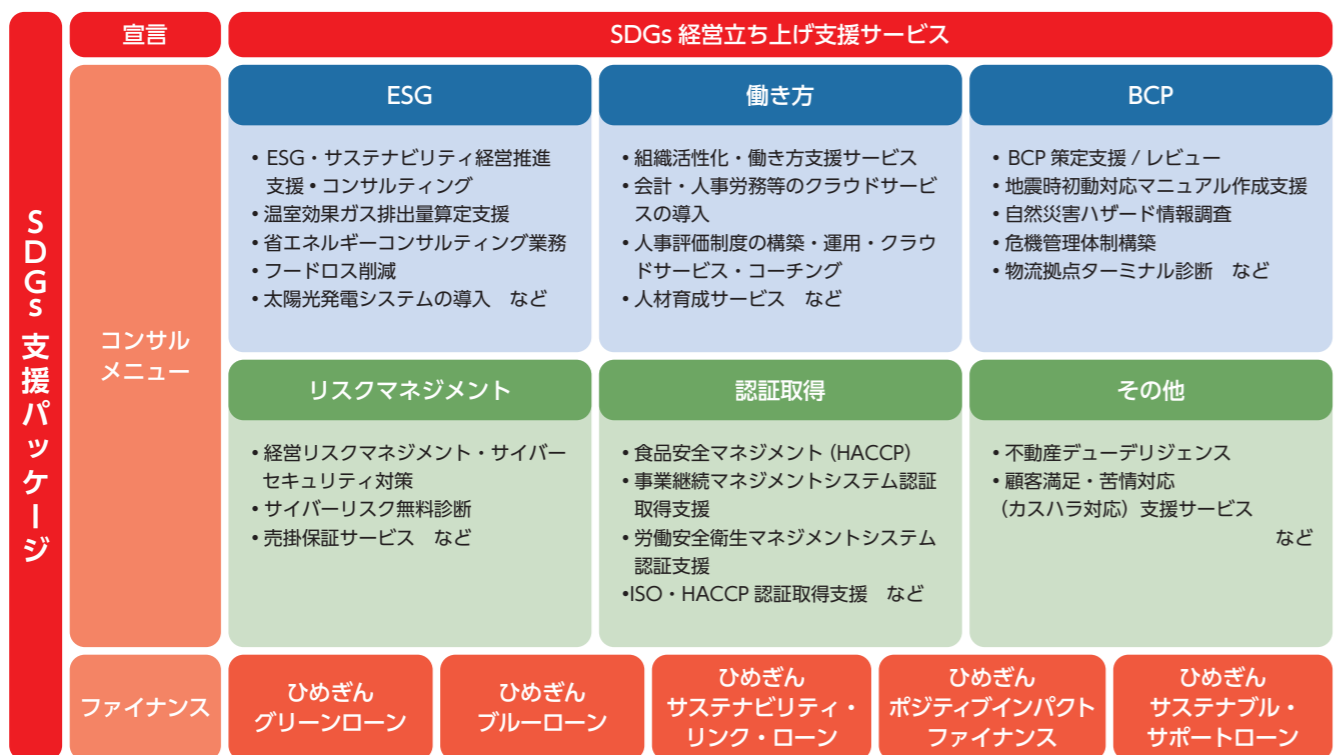 SDGs 支援パッケージ
宣言
SDGs 経営立ち上げ支援サービス
コンサル
メニュー
ESG
• ESG・サステナビリティ経営推進
支援・コンサルティング
• 温室効果ガス排出量算定支援
• 省エネルギーコンサルティング業務
• フードロス削減
• 太陽光発電システムの導入　など
働き方
• 組織活性化・働き方支援サービス
• 会計・人事労務等のクラウドサービ
スの導入
• 人事評価制度の構築・運用・クラウ
ドサービス・コーチング
• 人材育成サービス　など
BCP
• BCP 策定支援 / レビュー
• 地震時初動対応マニュアル作成支援
• 自然災害ハザード情報調査
• 危機管理体制構築
• 物流拠点ターミナル診断　など
リスクマネジメント
• 経営リスクマネジメント・サイバー
セキュリティ対策
• サイバーリスク無料診断
• 売掛保証サービス　など
認証取得
• 食品安全マネジメント (HACCP)
• 事業継続マネジメントシステム認証
取得支援
• 労働安全衛生マネジメントシステム
認証支援
•ISO・HACCP 認証取得支援　など
その他
• 不動産デューデリジェンス
• 顧客満足・苦情対応
（カスハラ対応）支援サービス
など
ファイナンス
ひめぎん
グリーンローン
ひめぎん
ブルーローン
ひめぎん
サステナビリティ・
リンク・ローン
ひめぎん
ポジティブインパクト
ファイナンス
ひめぎん
サステナブル・
サポートローン